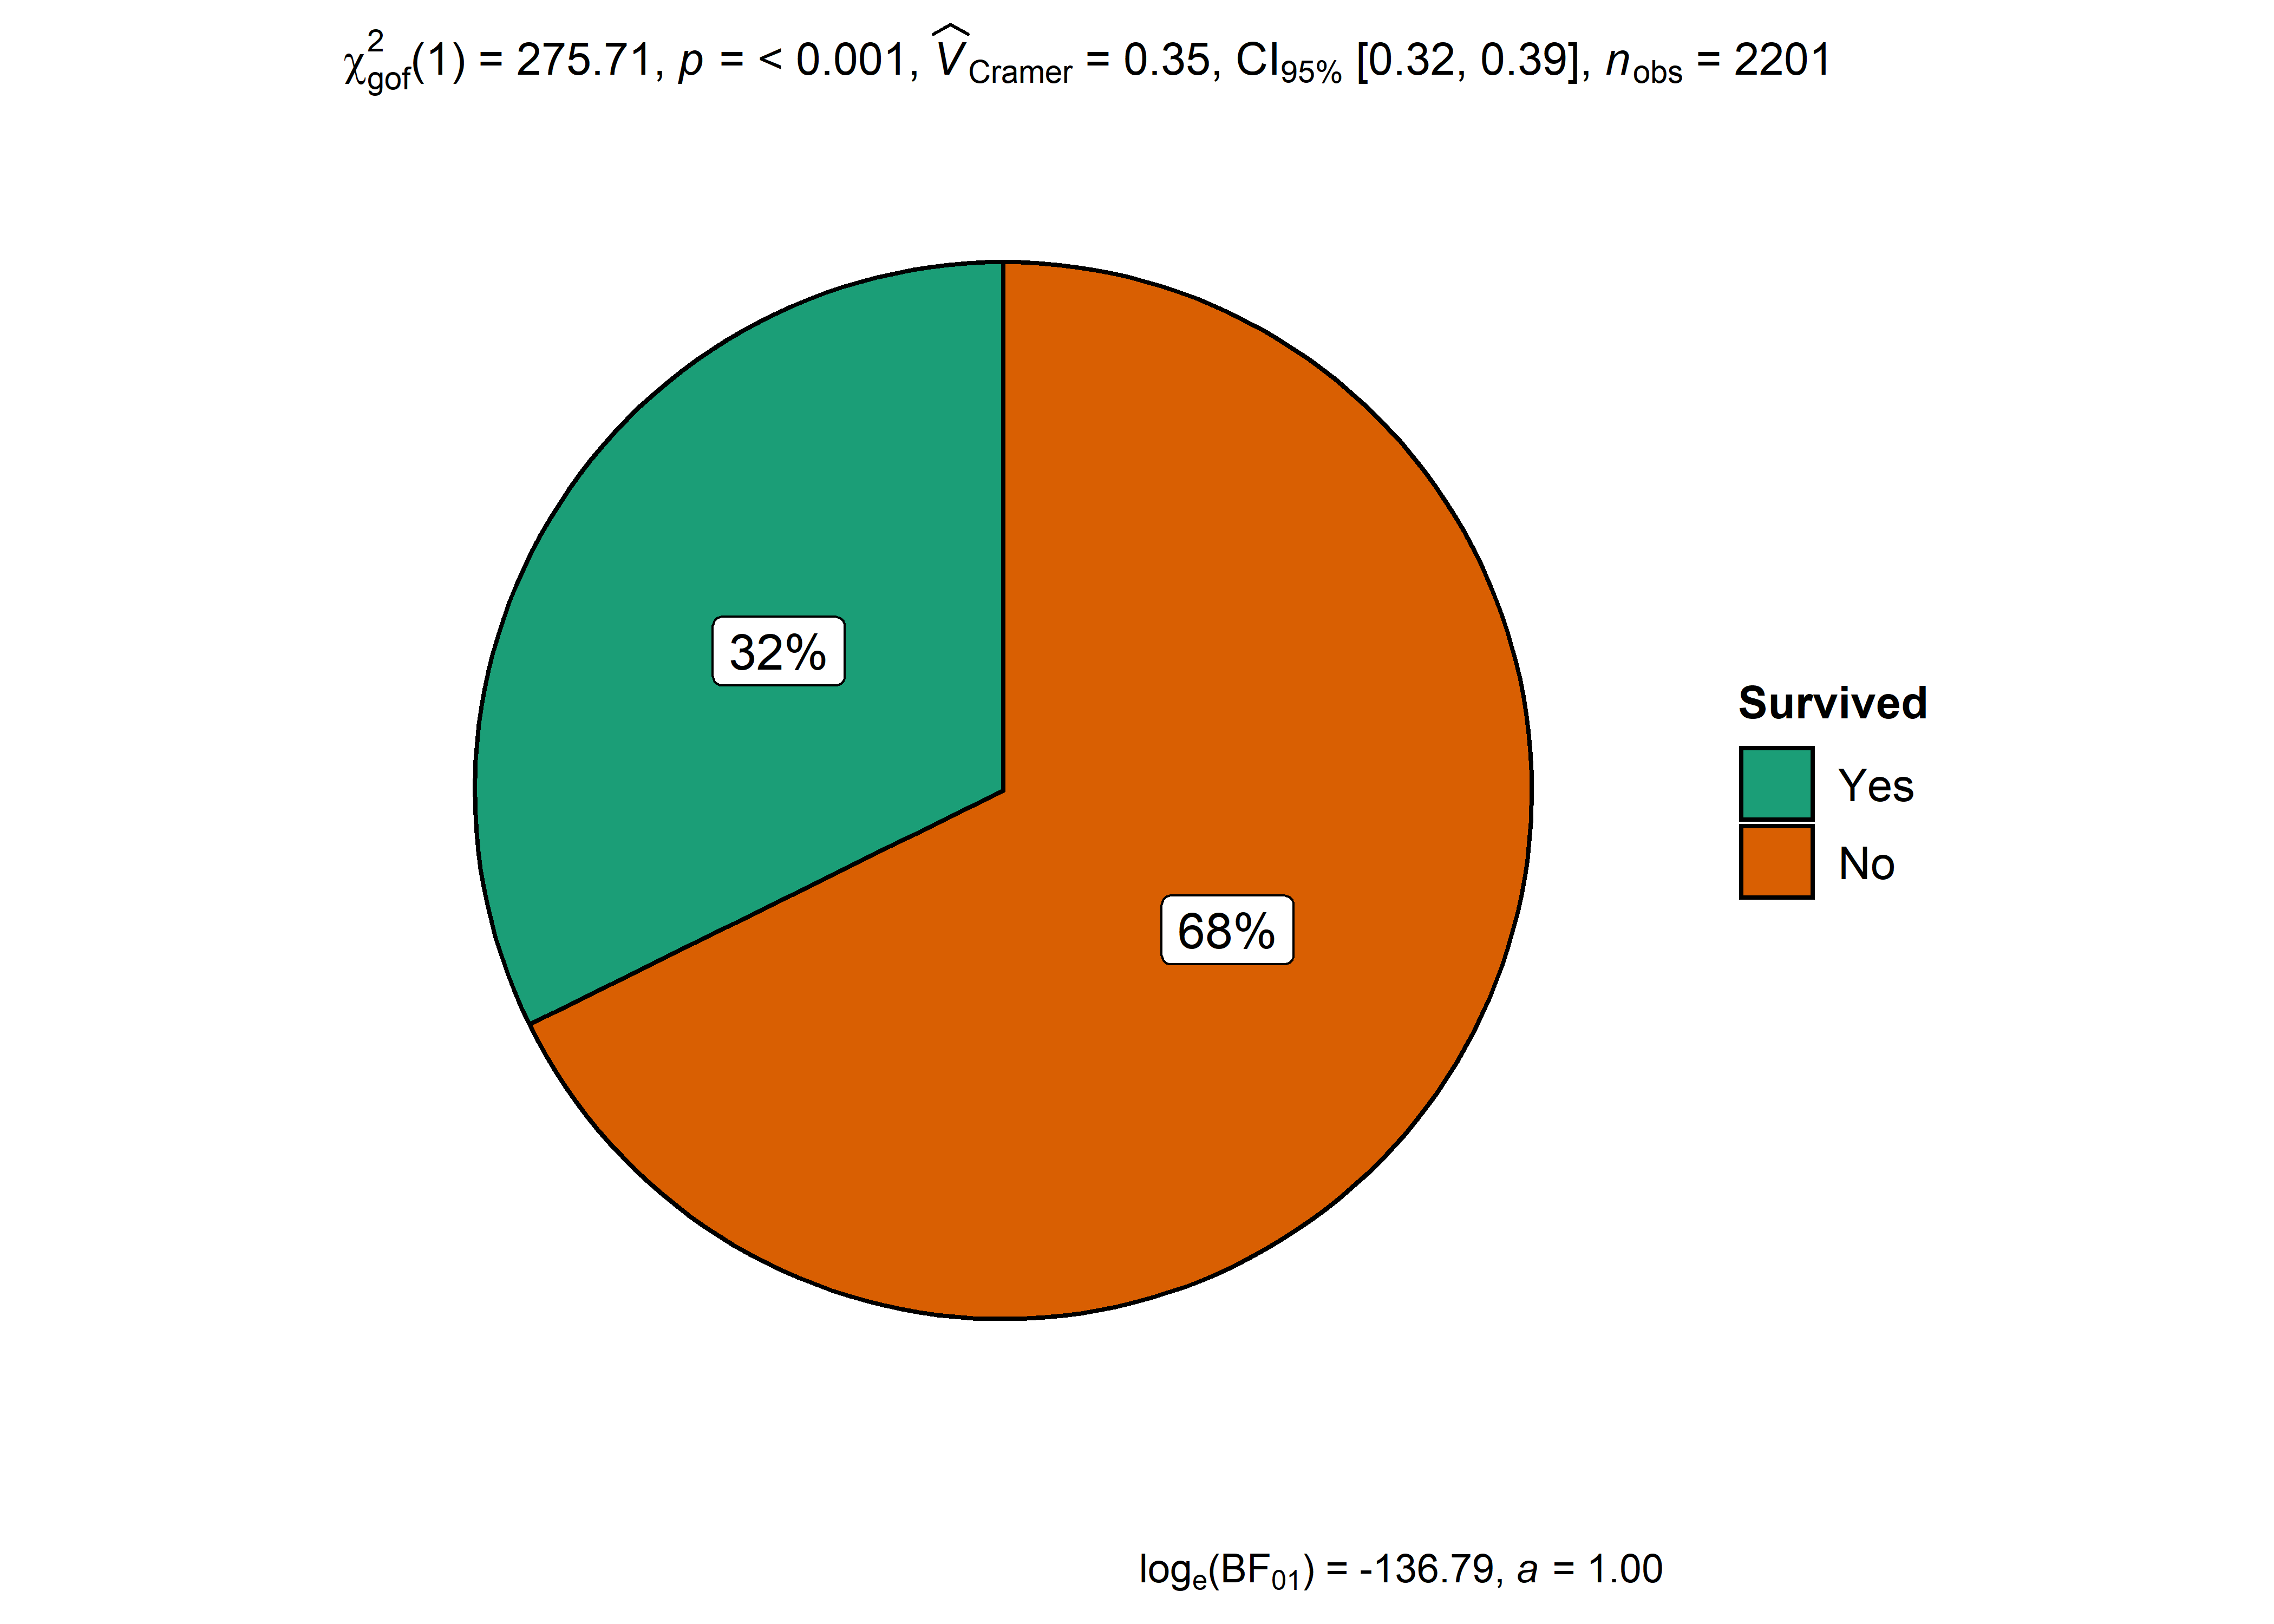 χ²gof(1) = 275.71, p = < 0.001, V̂Cramer = 0.35, CI95% [0.32, 0.39], nobs = 2201
32%
68%
Survived
Yes
No
loge(BF01) = -136.79, a = 1.00